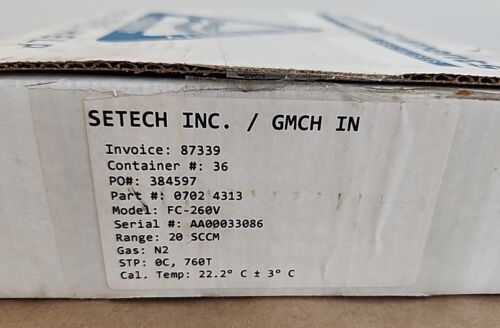 SETECH INC. / GMCH IN
Invoice: 87339
Container #: 36
PO#: 384597
Part #: 0702 4313
Model: FC-260V
Serial #: AA00033086
Range: 20 SCCM
Gas: N2
STP: 0C, 760T
Cal. Temp: 22.2° C ± 3° C